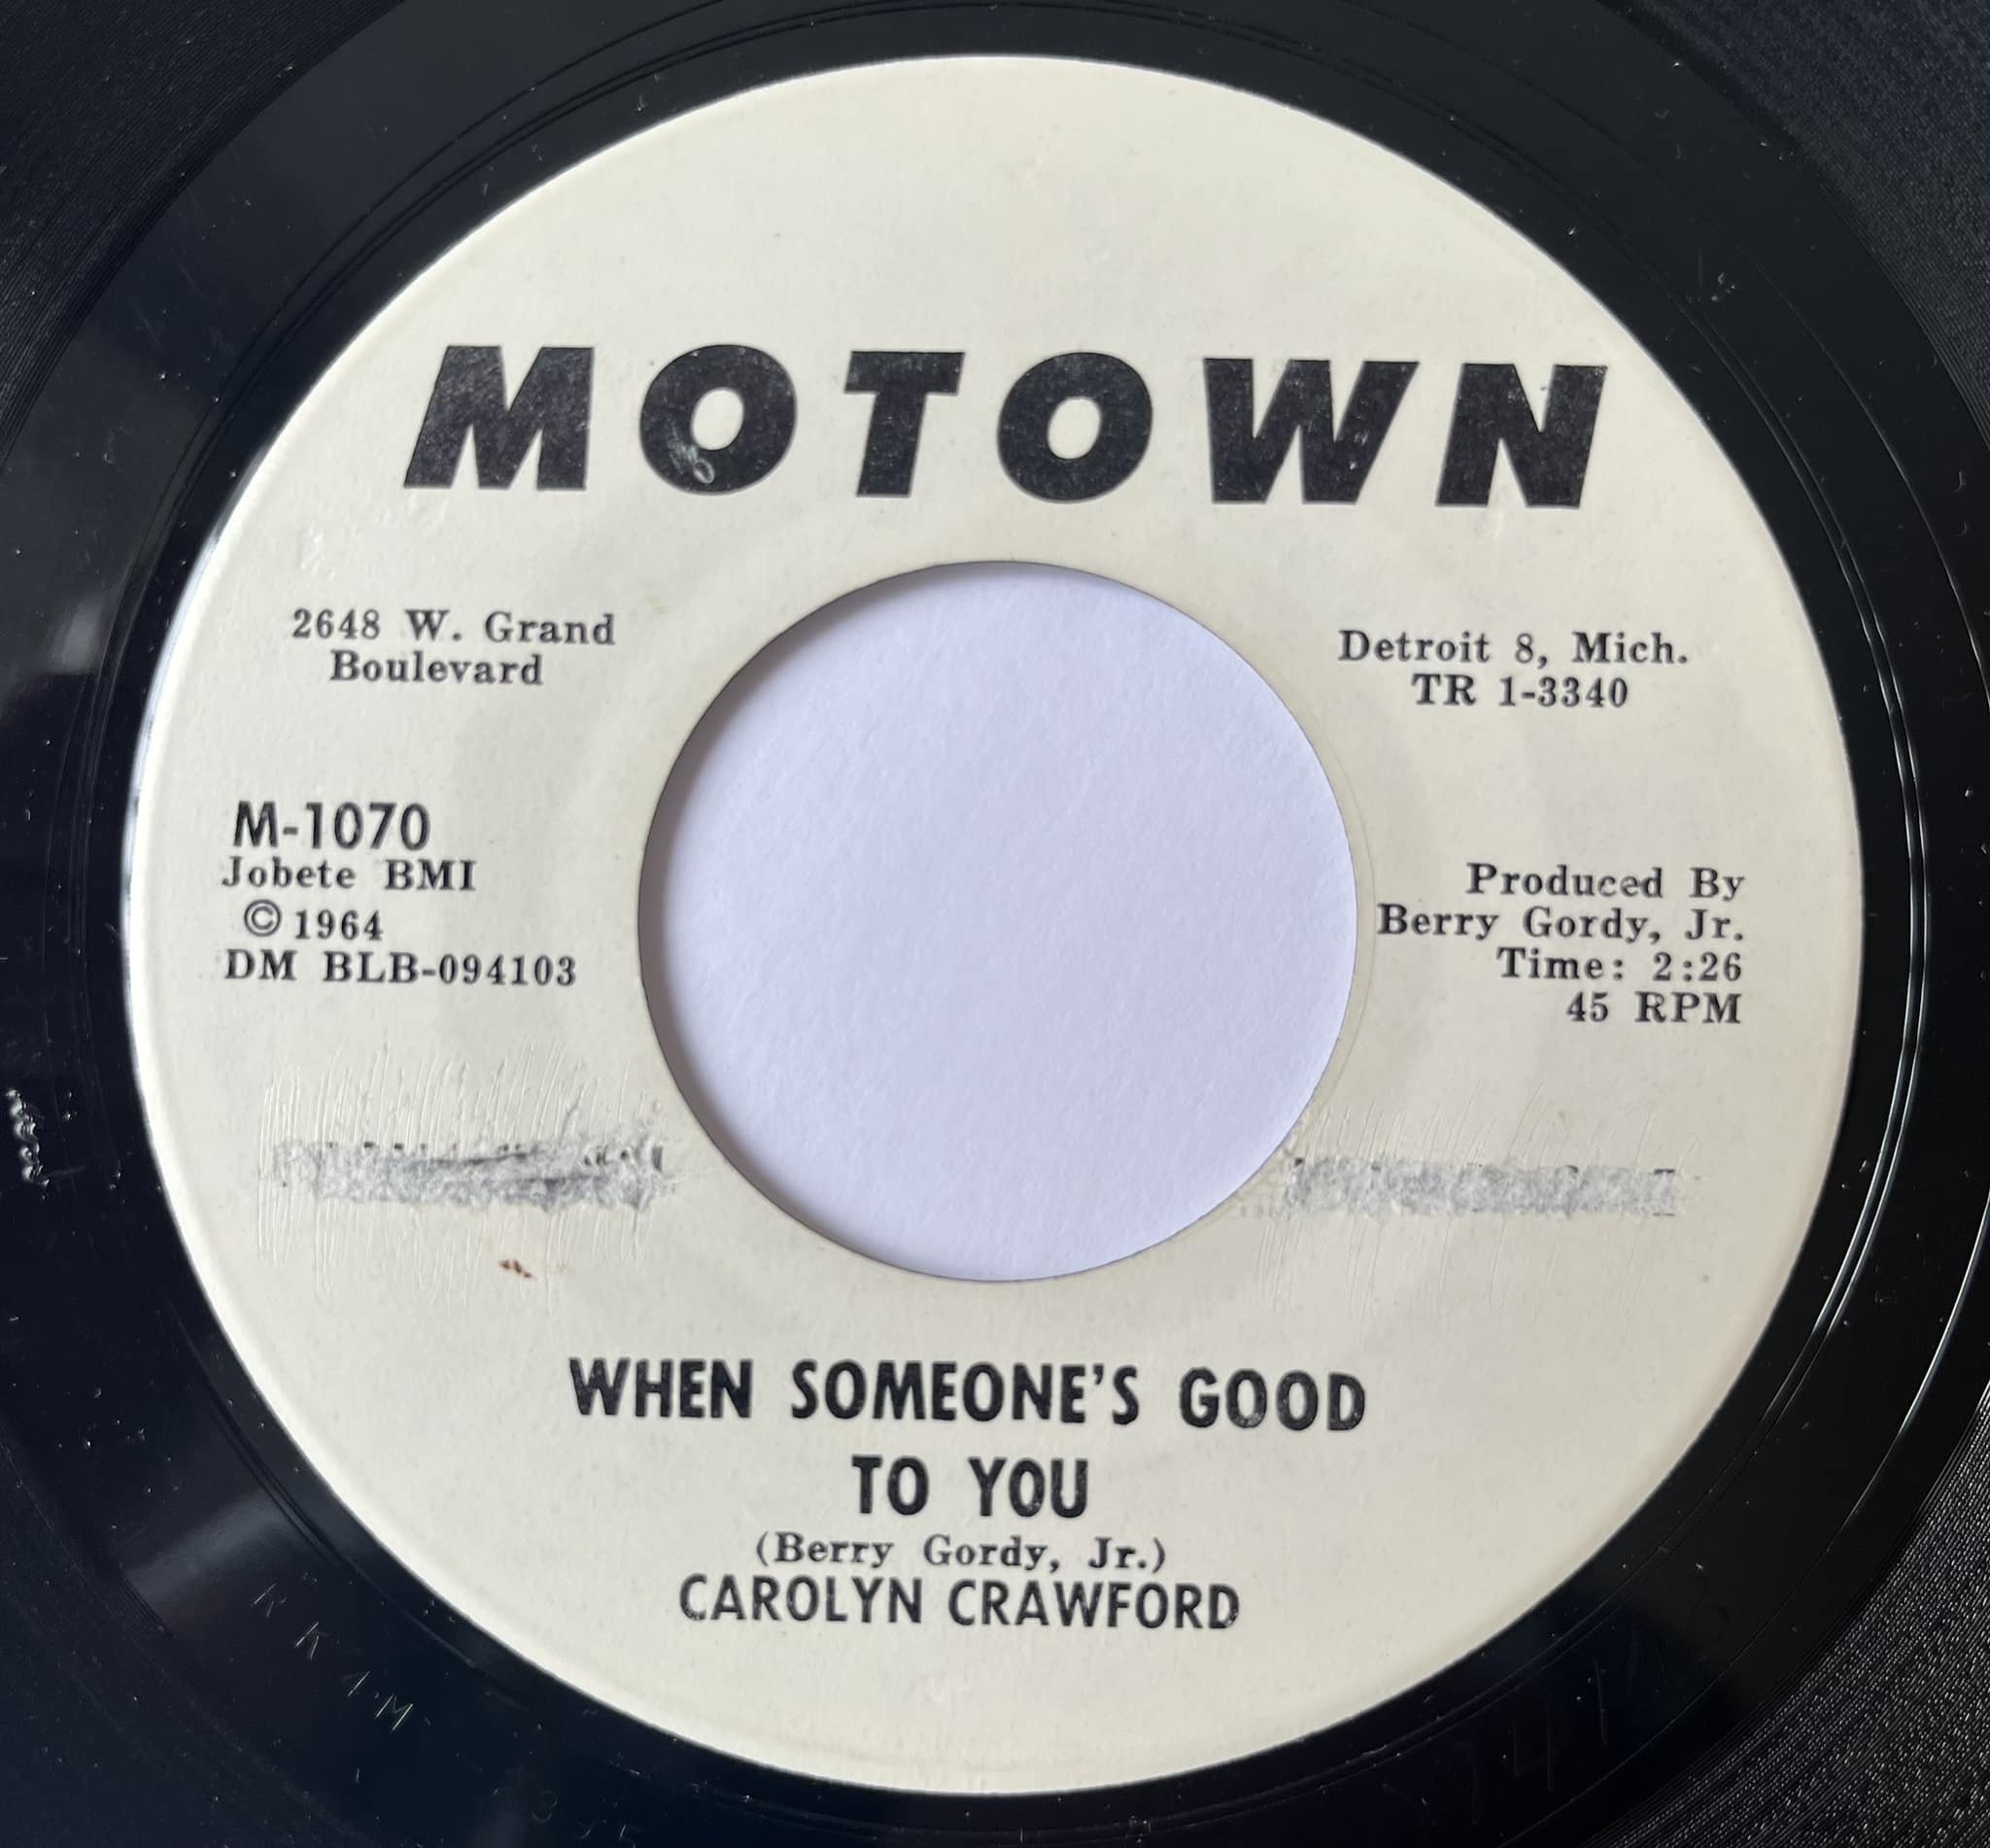 MOTOWN
2648 W. Grand
Boulevard
Detroit 8, Mich.
TR 1-3340
M-1070
Jobete BMI
© 1964
DM BLB-094103
Produced By
Berry Gordy, Jr.
Time: 2:26
45 RPM
WHEN SOMEONE'S GOOD
TO YOU
(Berry Gordy, Jr.)
CAROLYN CRAWFORD